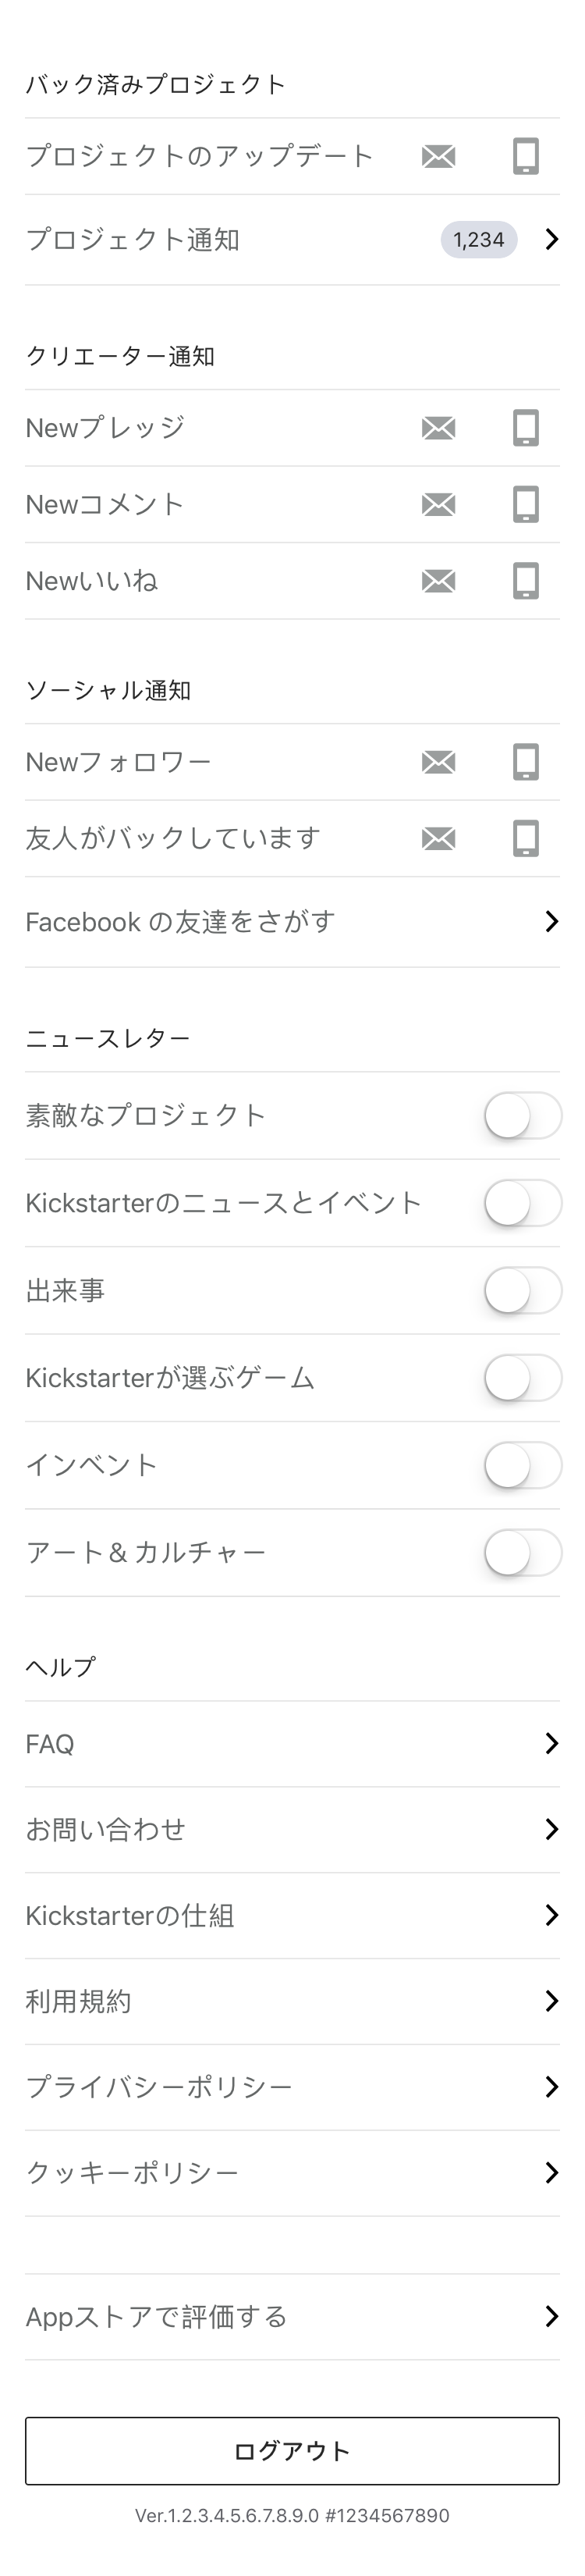 バック済みプロジェクト
プロジェクトのアップデート
プロジェクト通知 1,234
クリエーター通知
Newプレッジ
Newコメント
Newいいね
ソーシャル通知
Newフォロワー
友人がバックしています
Facebook の友達をさがす
ニュースレター
素敵なプロジェクト
Kickstarterのニュースとイベント
出来事
Kickstarterが選ぶゲーム
インベント
アート& カルチャー
ヘルプ
FAQ
お問い合わせ
Kickstarterの仕組
利用規約
プライバシーポリシー
クッキーポリシー
Appストアで評価する
ログアウト
Ver.1.2.3.4.5.6.7.8.9.0 #1234567890